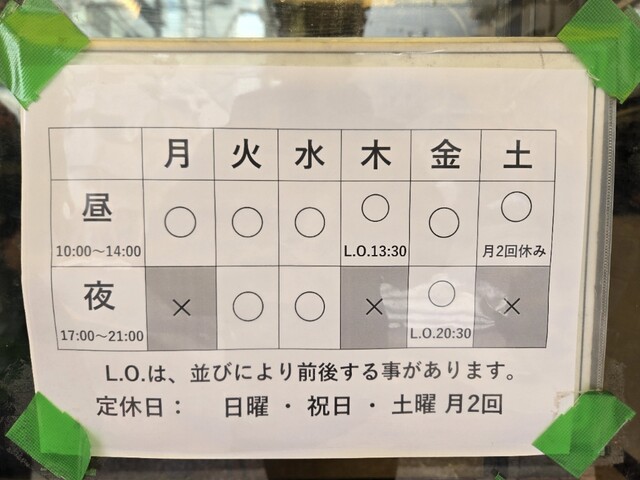 月 火 水 木 金 土
昼 ○ ○ ○ ○ ○ ○
10:00～14:00 L.O.13:30 月2回休み
夜 × ○ ○ × ○ ×
17:00～21:00 L.O.20:30
L.O.は、並びにより前後する事があります。
定休日： 日曜 ・ 祝日 ・ 土曜 月2回